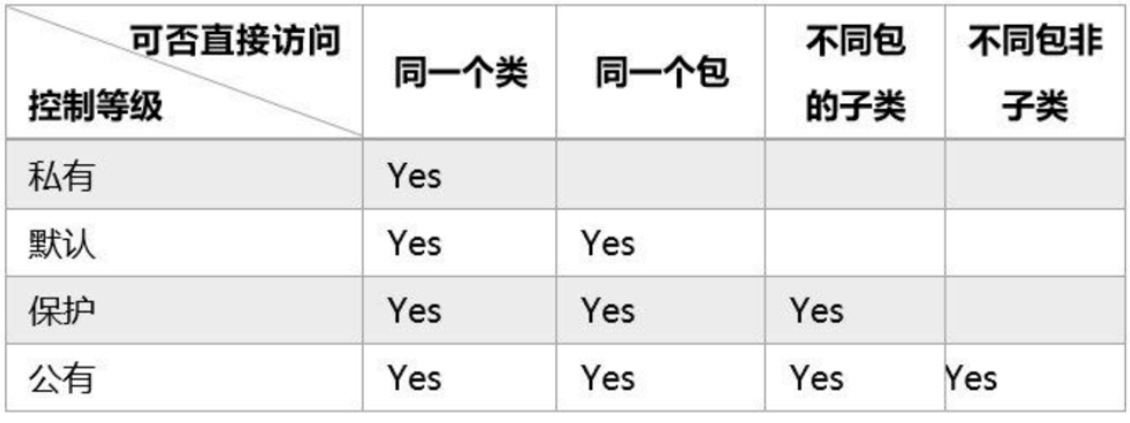 可否直接访问
控制等级
同一个类
同一个包
不同包
的子类
不同包非
子类
私有 Yes
默认 Yes Yes
保护 Yes Yes Yes
公有 Yes Yes Yes Yes